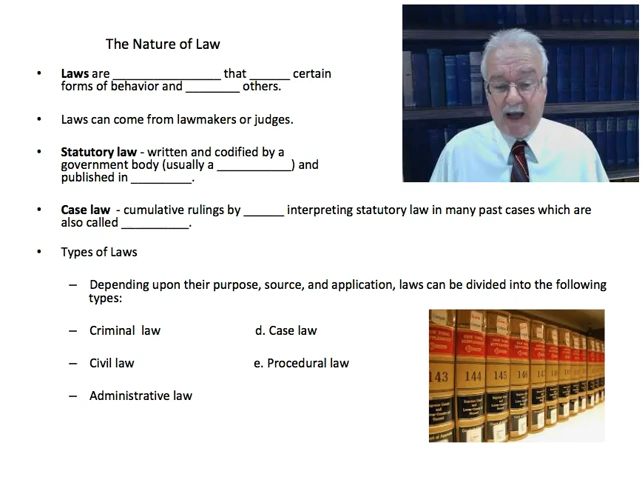 The Nature of Law
• Laws are ________________ that ______ certain
forms of behavior and ________ others.
• Laws can come from lawmakers or judges.
• Statutory law - written and codified by a
government body (usually a ___________) and
published in _________.
• Case law - cumulative rulings by ______ interpreting statutory law in many past cases which are
also called __________.
• Types of Laws
– Depending upon their purpose, source, and application, laws can be divided into the following
types:
– Criminal law d. Case law
– Civil law e. Procedural law
– Administrative law
143 144 145 146